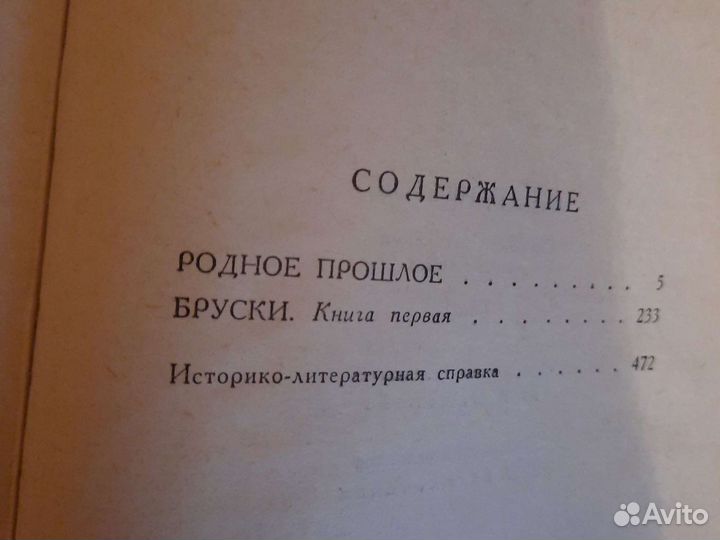 СОДЕРЖАНИЕ
РОДНОЕ ПРОШЛОЕ . . . . . . . . . 5
БРУСКИ. Книга первая . . . . . . . . 233
Историко-литературная справка . . . . . . 472
Avito